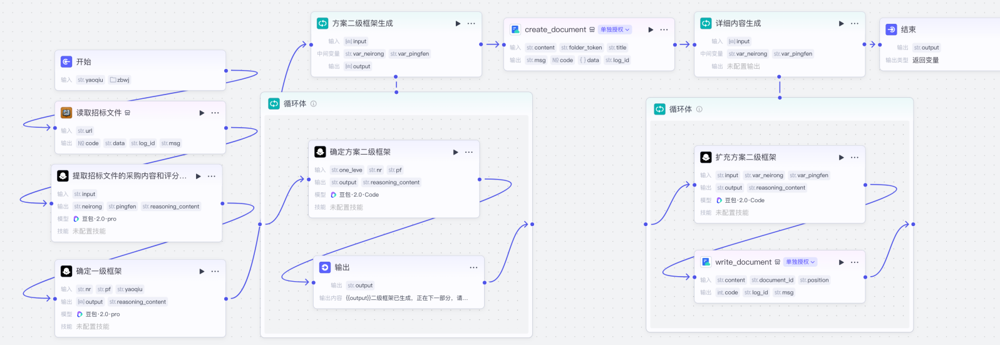 开始
输入 str. yaoqiu zbwj
读取招标文件
输入 str. url
输出 NO code str. data str. log_id str. msg
提取招标文件的采购内容和评分...
输入 str. input
输出 str. neirong str. pingfen str. reasoning_content
模型 豆包·2.0·pro
技能 未配置技能
确定一级框架
输入 str. nr str. pf str. yaoqiu
输出 output str. reasoning_content
模型 豆包·2.0·pro
技能 未配置技能
方案二级框架生成
输入 input
中间变量 str. var_neirong str. var_pingfen
输出 output
循环体
确定方案二级框架
输入 str. one_leve str. nr str. pf
输出 str. output str. reasoning_content
模型 豆包·2.0·Code
技能 未配置技能
输出
输出 str. output
输出内容 {{output}}二级框架已生成，正在下一部分，请...
create_document 单独授权
输入 str. content str. folder_token str. title
输出 str. msg NO code { } data str. log_id
详细内容生成
输入 input
中间变量 str. var_neirong str. var_pingfen
输出 未配置输出
循环体
扩充方案二级框架
输入 str. input str. var_neirong str. var_pingfen
输出 str. output str. reasoning_content
模型 豆包·2.0·Code
技能 未配置技能
write_document 单独授权
输入 str. content str. document_id str. position
输出 int. code str. log_id str. msg
结束
输出 str. output
输出类型 返回变量